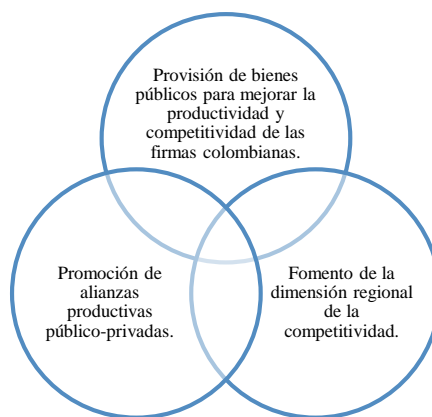 Provisión de bienes
públicos para mejorar la
productividad y
competitividad de las
firmas colombianas.
Promoción de
alianzas
productivas
público-privadas.
Fomento de la
dimensión regional
de la
competitividad.